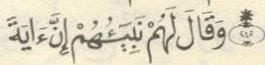 وَقَالَ لَهُمْ نَبِيٓـُٔهُمُۥٓ إِنَّ ءَايَةَ